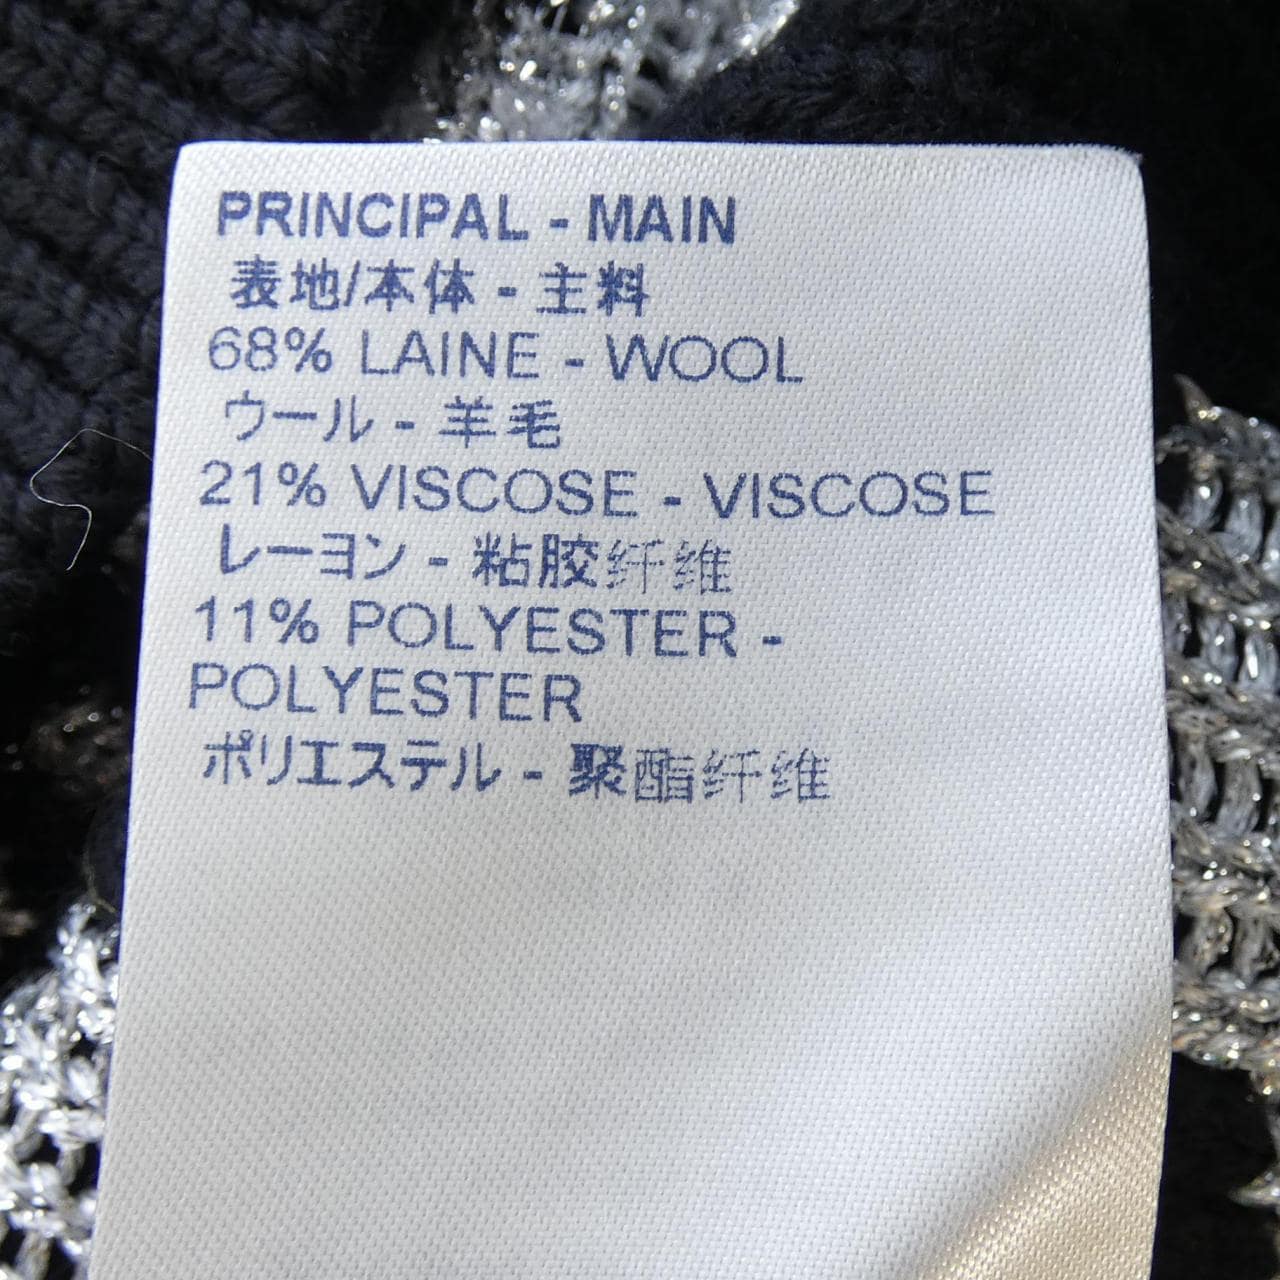 PRINCIPAL - MAIN
表地/本体 - 主料
68% LAINE - WOOL
ウール - 羊毛
21% VISCOSE - VISCOSE
レーヨン - 粘胶纤维
11% POLYESTER -
POLYESTER
ポリエステル - 聚酯纤维